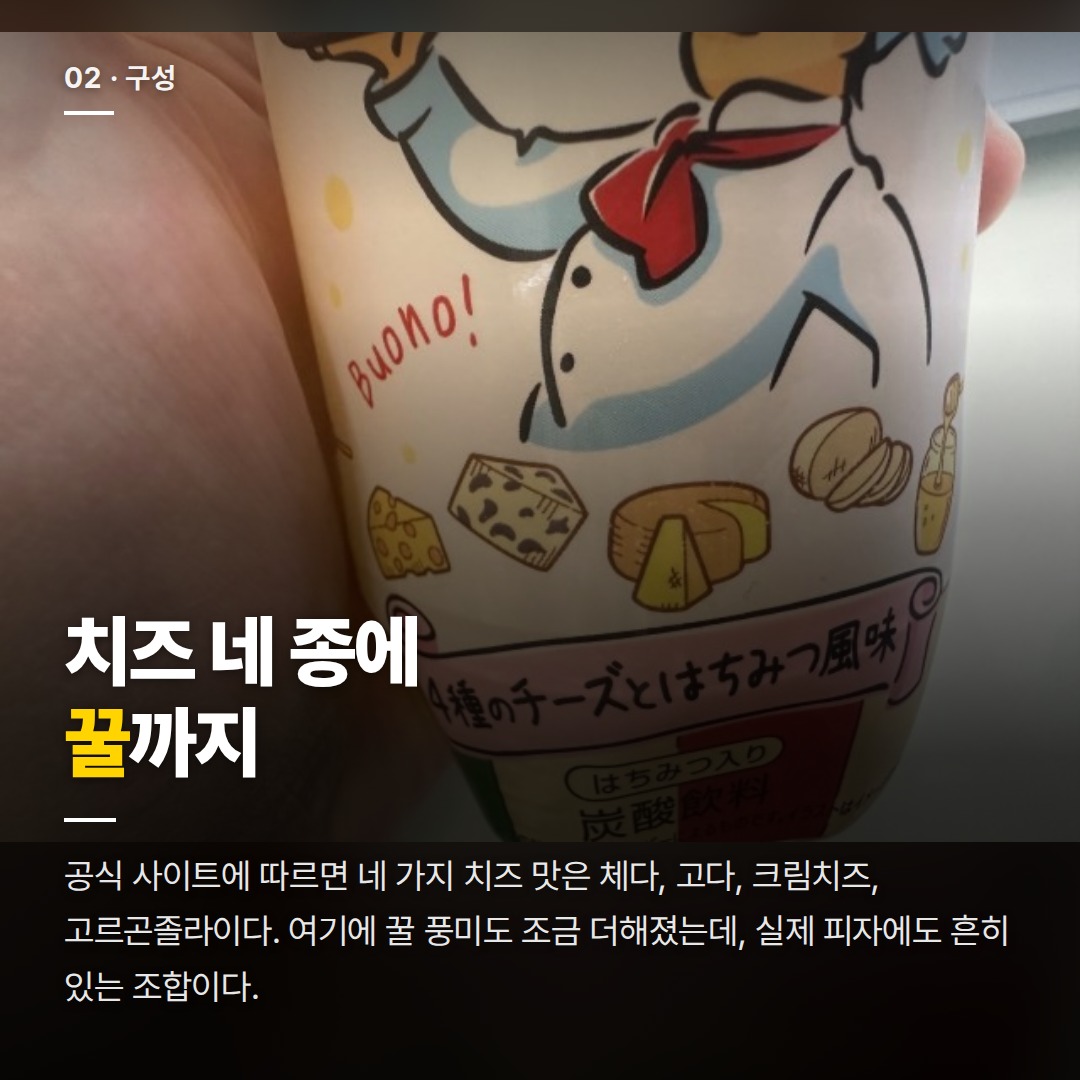 02 · 구성
Buono!
치즈 네 종에
꿀까지
4種のチーズとはちみつ風味
はちみつ入り
炭酸飲料
공식 사이트에 따르면 네 가지 치즈 맛은 체다, 고다, 크림치즈,
고르곤졸라이다. 여기에 꿀 풍미도 조금 더해졌는데, 실제 피자에도 흔히
있는 조합이다.